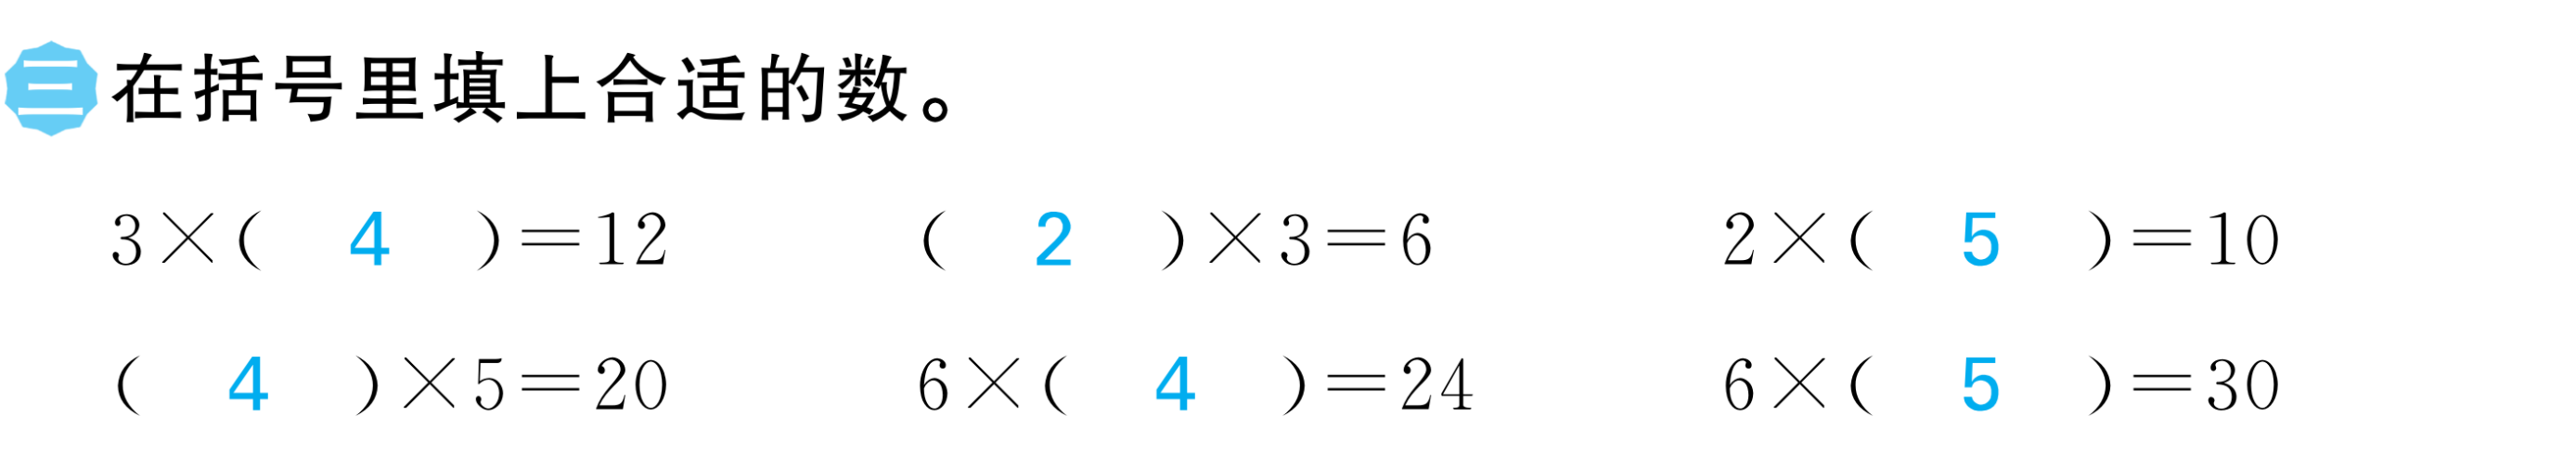 三 在括号里填上合适的数。
3×( 4 )=12 ( 2 )×3=6 2×( 5 )=10
( 4 )×5=20 6×( 4 )=24 6×( 5 )=30